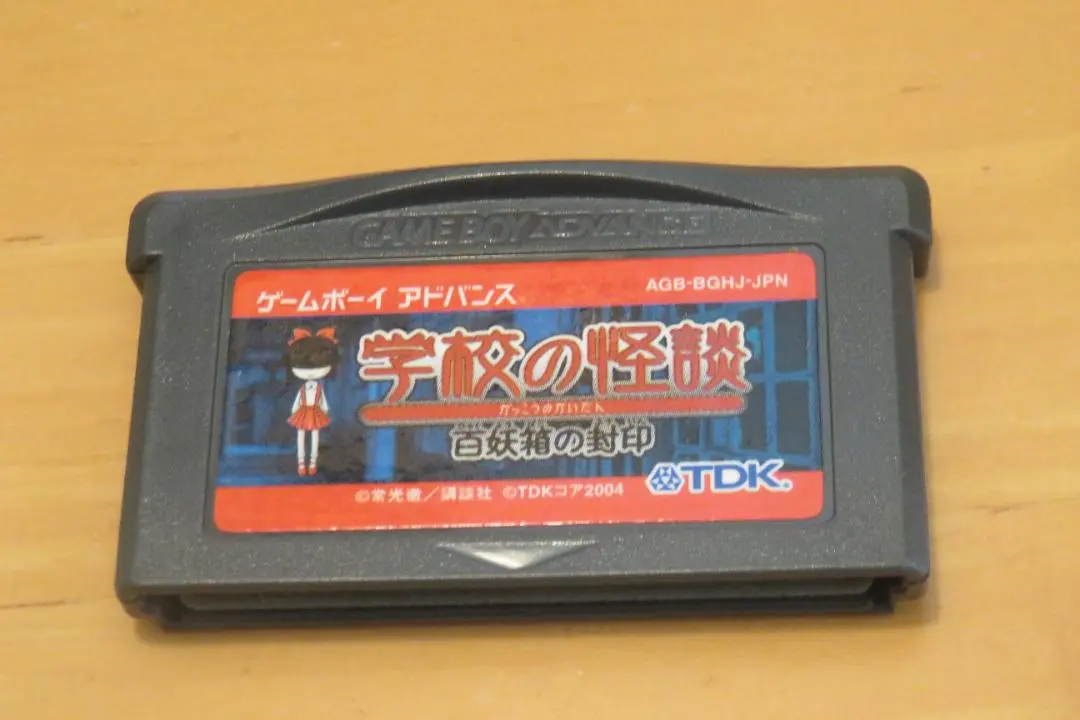 GAME BOY ADVANCE
ゲームボーイ アドバンス
AGB-BGHJ-JPN
学校の怪談
がっこうのかいだん
百妖箱の封印
TDK.
©常光徹/講談社 ©TDKコア2004